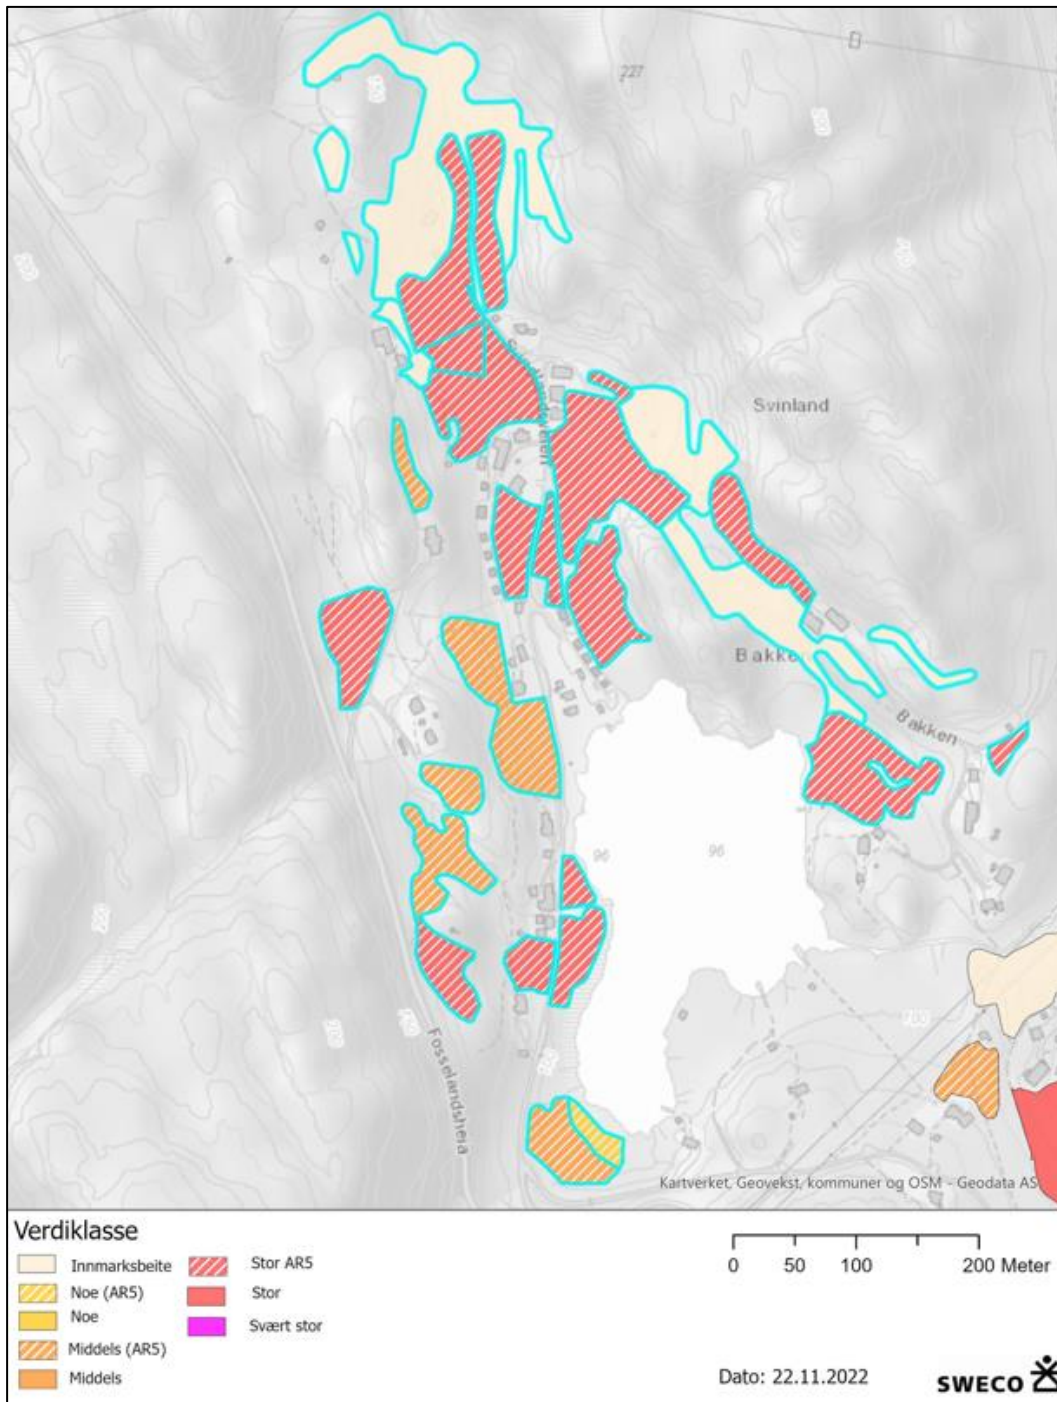 227
Svinland
Bakken
96
96
Fosselandsheia
Kartverket, Geovekst, kommuner og OSM - Geodata AS
Verdiklasse
Innmarksbeite
Stor AR5
Noe (AR5)
Stor
Noe
Svært stor
Middels (AR5)
Middels
0 50 100 200 Meter
Dato: 22.11.2022
SWECO